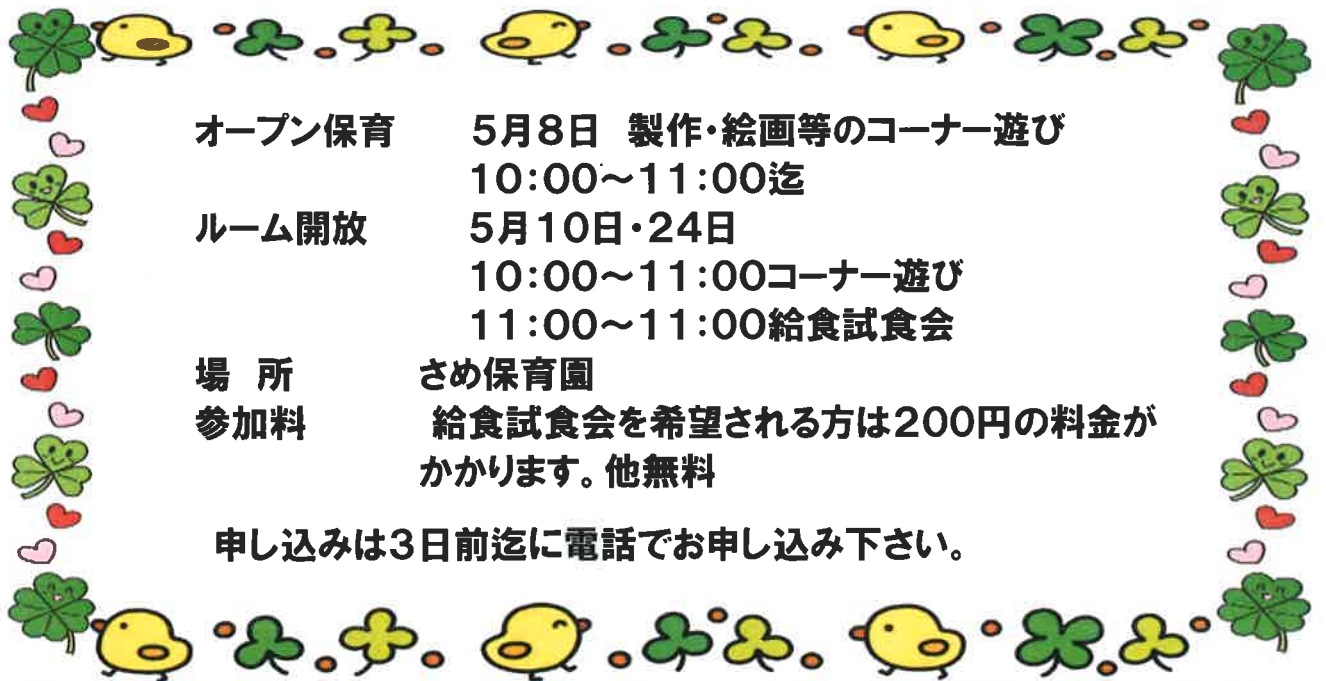 オープン保育　5月8日　製作・絵画等のコーナー遊び
10:00～11:00迄
ルーム開放　5月10日・24日
10:00～11:00コーナー遊び
11:00～11:00給食試食会
場　所　さめ保育園
参加料　給食試食会を希望される方は200円の料金が
かかります。他無料
申し込みは3日前迄に電話でお申し込み下さい。